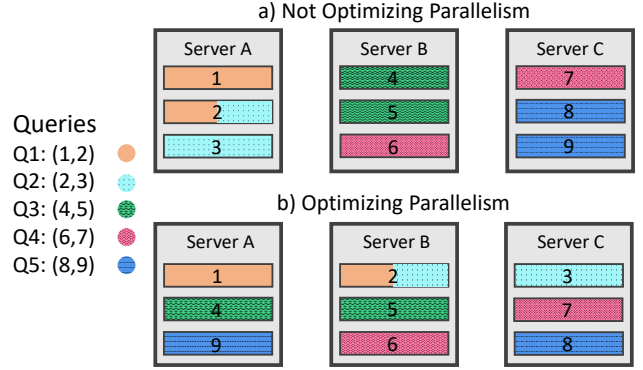 a) Not Optimizing Parallelism
Server A
1
2
3
Server B
4
5
6
Server C
7
8
9
Queries
Q1: (1,2)
Q2: (2,3)
Q3: (4,5)
Q4: (6,7)
Q5: (8,9)
b) Optimizing Parallelism
Server A
1
4
9
Server B
2
5
6
Server C
3
7
8